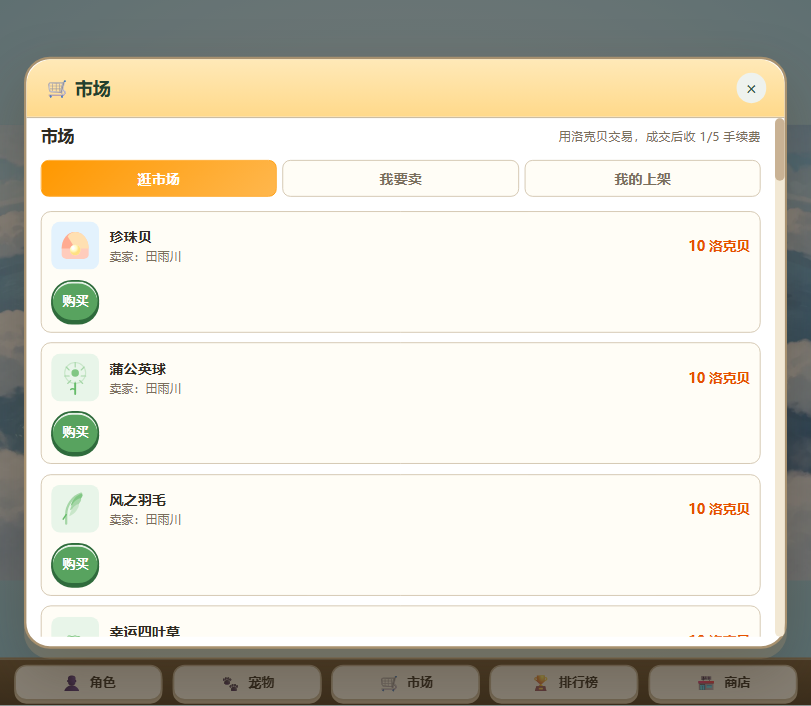 市场
市场
用洛克贝交易，成交后收 1/5 手续费
逛市场
我要卖
我的上架
珍珠贝
卖家：田雨川
10 洛克贝
购买
蒲公英球
卖家：田雨川
10 洛克贝
购买
风之羽毛
卖家：田雨川
10 洛克贝
购买
幸运四叶草
角色
宠物
市场
排行榜
商店